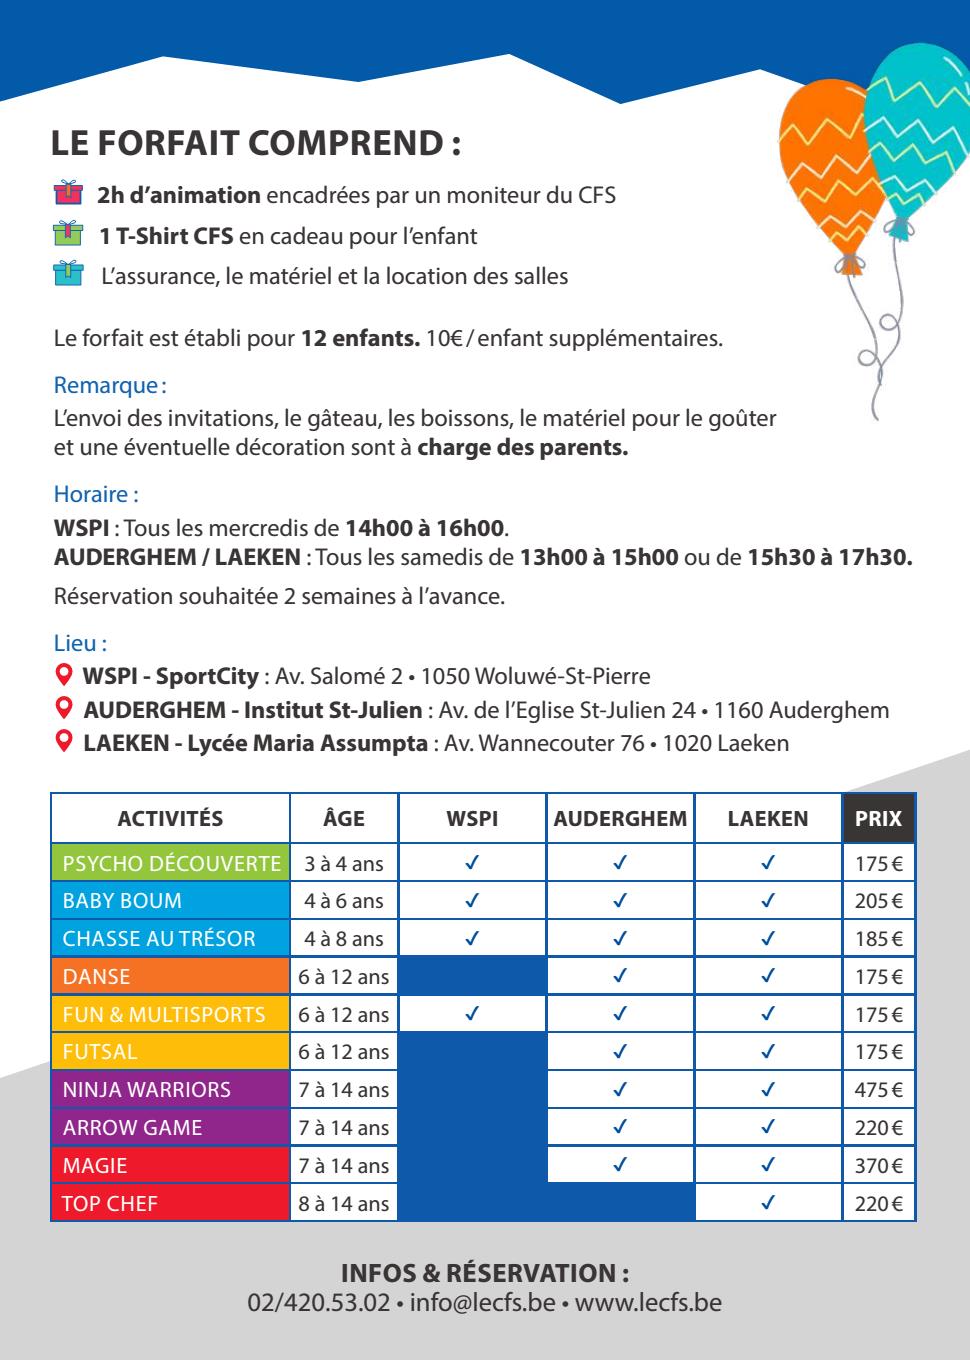 LE FORFAIT COMPREND :
2h d’animation encadrées par un moniteur du CFS
1 T-Shirt CFS en cadeau pour l’enfant
L’assurance, le matériel et la location des salles
Le forfait est établi pour 12 enfants. 10€ / enfant supplémentaires.
Remarque :
L’envoi des invitations, le gâteau, les boissons, le matériel pour le goûter
et une éventuelle décoration sont à charge des parents.
Horaire :
WSPI : Tous les mercredis de 14h00 à 16h00.
AUDERGHEM / LAEKEN : Tous les samedis de 13h00 à 15h00 ou de 15h30 à 17h30.
Réservation souhaitée 2 semaines à l’avance.
Lieu :
WSPI - SportCity : Av. Salomé 2 • 1050 Woluwé-St-Pierre
AUDERGHEM - Institut St-Julien : Av. de l’Eglise St-Julien 24 • 1160 Auderghem
LAEKEN - Lycée Maria Assumpta : Av. Wannecouter 76 • 1020 Laeken
ACTIVITÉS ÂGE WSPI AUDERGHEM LAEKEN PRIX
PSYCHO DÉCOUVERTE 3 à 4 ans ✓ ✓ ✓ 175 €
BABY BOUM 4 à 6 ans ✓ ✓ ✓ 205 €
CHASSE AU TRÉSOR 4 à 8 ans ✓ ✓ ✓ 185 €
DANSE 6 à 12 ans ✓ ✓ 175 €
FUN & MULTISPORTS 6 à 12 ans ✓ ✓ ✓ 175 €
FUTSAL 6 à 12 ans ✓ ✓ 175 €
NINJA WARRIORS 7 à 14 ans ✓ ✓ 475 €
ARROW GAME 7 à 14 ans ✓ ✓ 220 €
MAGIE 7 à 14 ans ✓ ✓ 370 €
TOP CHEF 8 à 14 ans ✓ 220 €
INFOS & RÉSERVATION :
02/420.53.02 • info@lecfs.be • www.lecfs.be